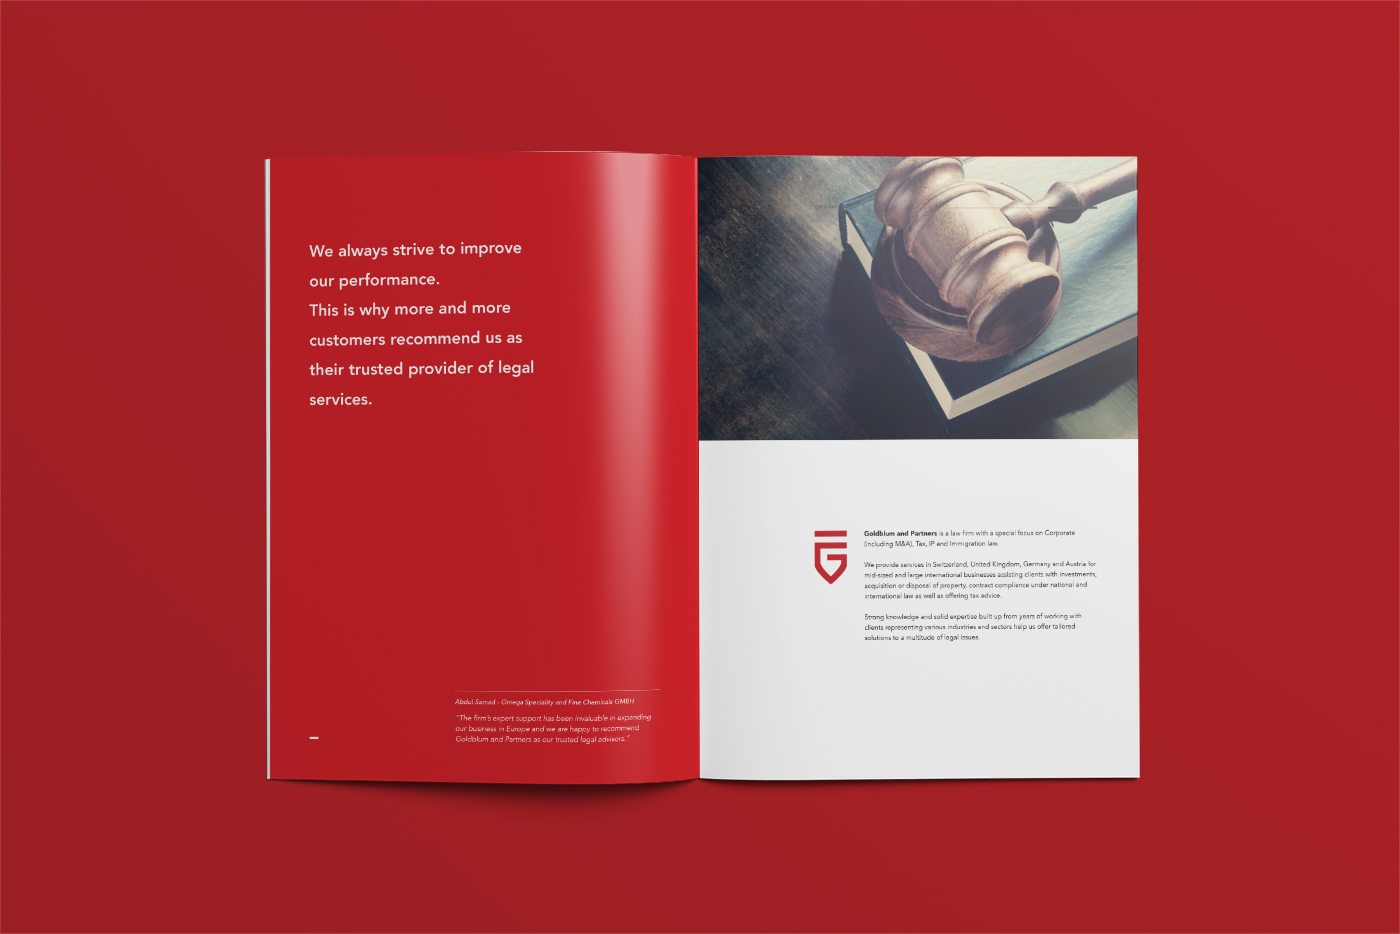 We always strive to improve
our performance.
This is why more and more
customers recommend us as
their trusted provider of legal
services.
Abdul Samad - Omega Speciality and Fine Chemicals GMBH
"The firm's expert support has been invaluable in expanding
our business in Europe and we are happy to recommend
Goldblum and Partners as our trusted legal advisors."
Goldblum and Partners is a law firm with a special focus on Corporate
(including M&A), Tax, IP and Immigration law.
We provide services in Switzerland, United Kingdom, Germany and Austria for
mid-sized and large international businesses assisting clients with investments,
acquisition or disposal of property, contract compliance under national and
international law as well as offering tax advice.
Strong knowledge and solid expertise built up from years of working with
clients representing various industries and sectors help us offer tailored
solutions to a multitude of legal issues.